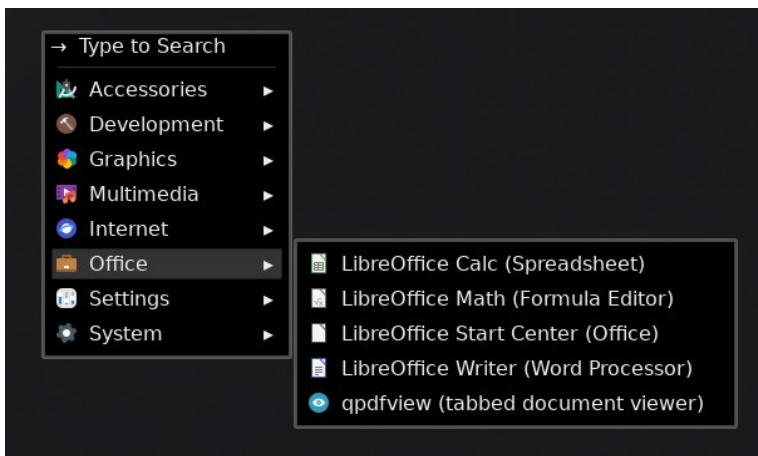 → Type to Search
Accessories ▸
Development ▸
Graphics ▸
Multimedia ▸
Internet ▸
Office ▸
Settings ▸
System ▸
LibreOffice Calc (Spreadsheet)
LibreOffice Math (Formula Editor)
LibreOffice Start Center (Office)
LibreOffice Writer (Word Processor)
qpdfview (tabbed document viewer)